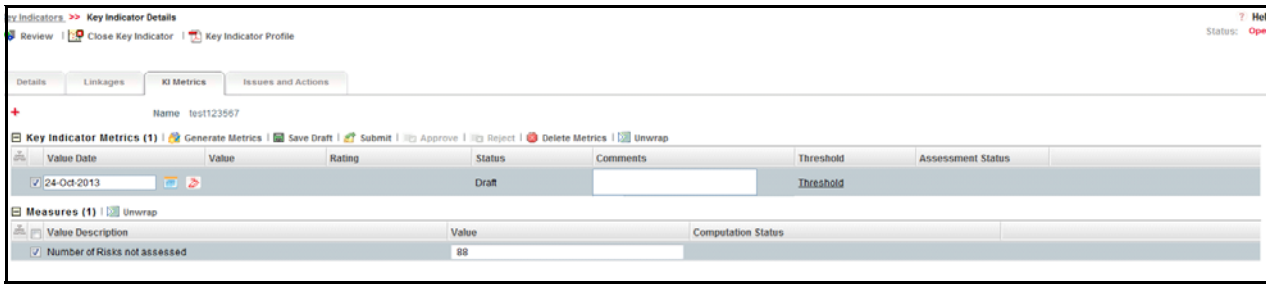 ey Indicators >> Key Indicator Details
? Hel
Review | Close Key Indicator | Key Indicator Profile
Status: Ope
Details Linkages KI Metrics Issues and Actions
+ Name test123567
Key Indicator Metrics (1) | Generate Metrics | Save Draft | Submit | Approve | Reject | Delete Metrics | Unwrap
Value Date Value Rating Status Comments Threshold Assessment Status
24-Oct-2013 Draft Threshold
Measures (1) | Unwrap
Value Description Value Computation Status
Number of Risks not assessed 88